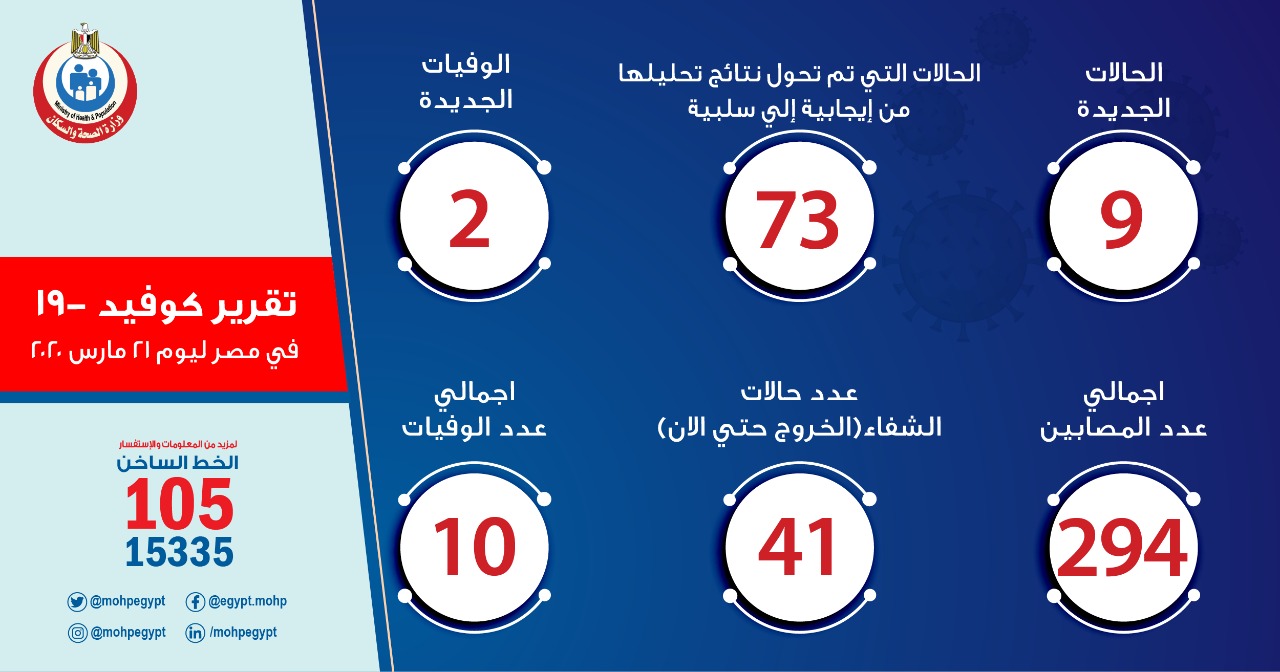 Ministry of Health & Population
وزارة الصحة والسكان
تقرير كوفيد -١٩
في مصر ليوم ٢١ مارس ٢٠٢٠
لمزيد من المعلومات والإستفسار
الخط الساخن
105
15335
@mohpegypt
@egypt.mohp
@mohpegypt
/mohpegypt
الحالات
الجديدة
9
الحالات التي تم تحول نتائج تحليلها
من إيجابية إلي سلبية
73
الوفيات
الجديدة
2
اجمالي
عدد المصابين
294
عدد حالات
الشفاء(الخروج حتي الان)
41
اجمالي
عدد الوفيات
10